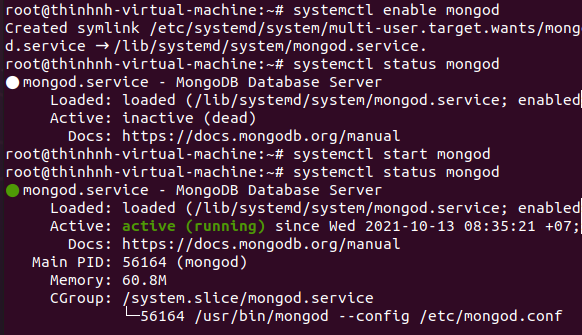 root@thinhnh-virtual-machine:~# systemctl enable mongod
Created symlink /etc/systemd/system/multi-user.target.wants/mong
d.service → /lib/systemd/system/mongod.service.
root@thinhnh-virtual-machine:~# systemctl status mongod
● mongod.service - MongoDB Database Server
Loaded: loaded (/lib/systemd/system/mongod.service; enabled
Active: inactive (dead)
Docs: https://docs.mongodb.org/manual
root@thinhnh-virtual-machine:~# systemctl start mongod
root@thinhnh-virtual-machine:~# systemctl status mongod
● mongod.service - MongoDB Database Server
Loaded: loaded (/lib/systemd/system/mongod.service; enabled
Active: active (running) since Wed 2021-10-13 08:35:21 +07;
Docs: https://docs.mongodb.org/manual
Main PID: 56164 (mongod)
Memory: 60.8M
CGroup: /system.slice/mongod.service
└─56164 /usr/bin/mongod --config /etc/mongod.conf